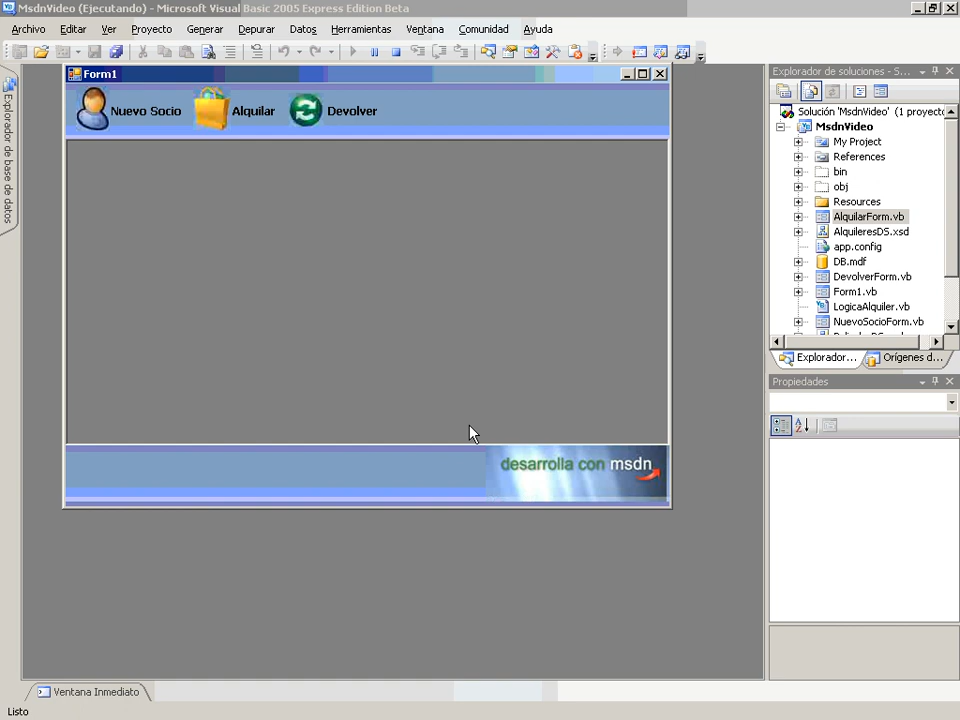 MsdnVideo (Ejecutando) - Microsoft Visual Basic 2005 Express Edition Beta
Archivo Editar Ver Proyecto Generar Depurar Datos Herramientas Ventana Comunidad Ayuda
Explorador de base de datos
Form1
Nuevo Socio Alquilar Devolver
desarrolla con msdn
Explorador de soluciones - S...
Solución 'MsdnVideo' (1 proyecto
MsdnVideo
My Project
References
bin
obj
Resources
AlquilarForm.vb
AlquileresDS.xsd
app.config
DB.mdf
DevolverForm.vb
Form1.vb
LogicaAlquiler.vb
NuevoSocioForm.vb
Explorador... Orígenes d...
Propiedades
Ventana Inmediato
Listo